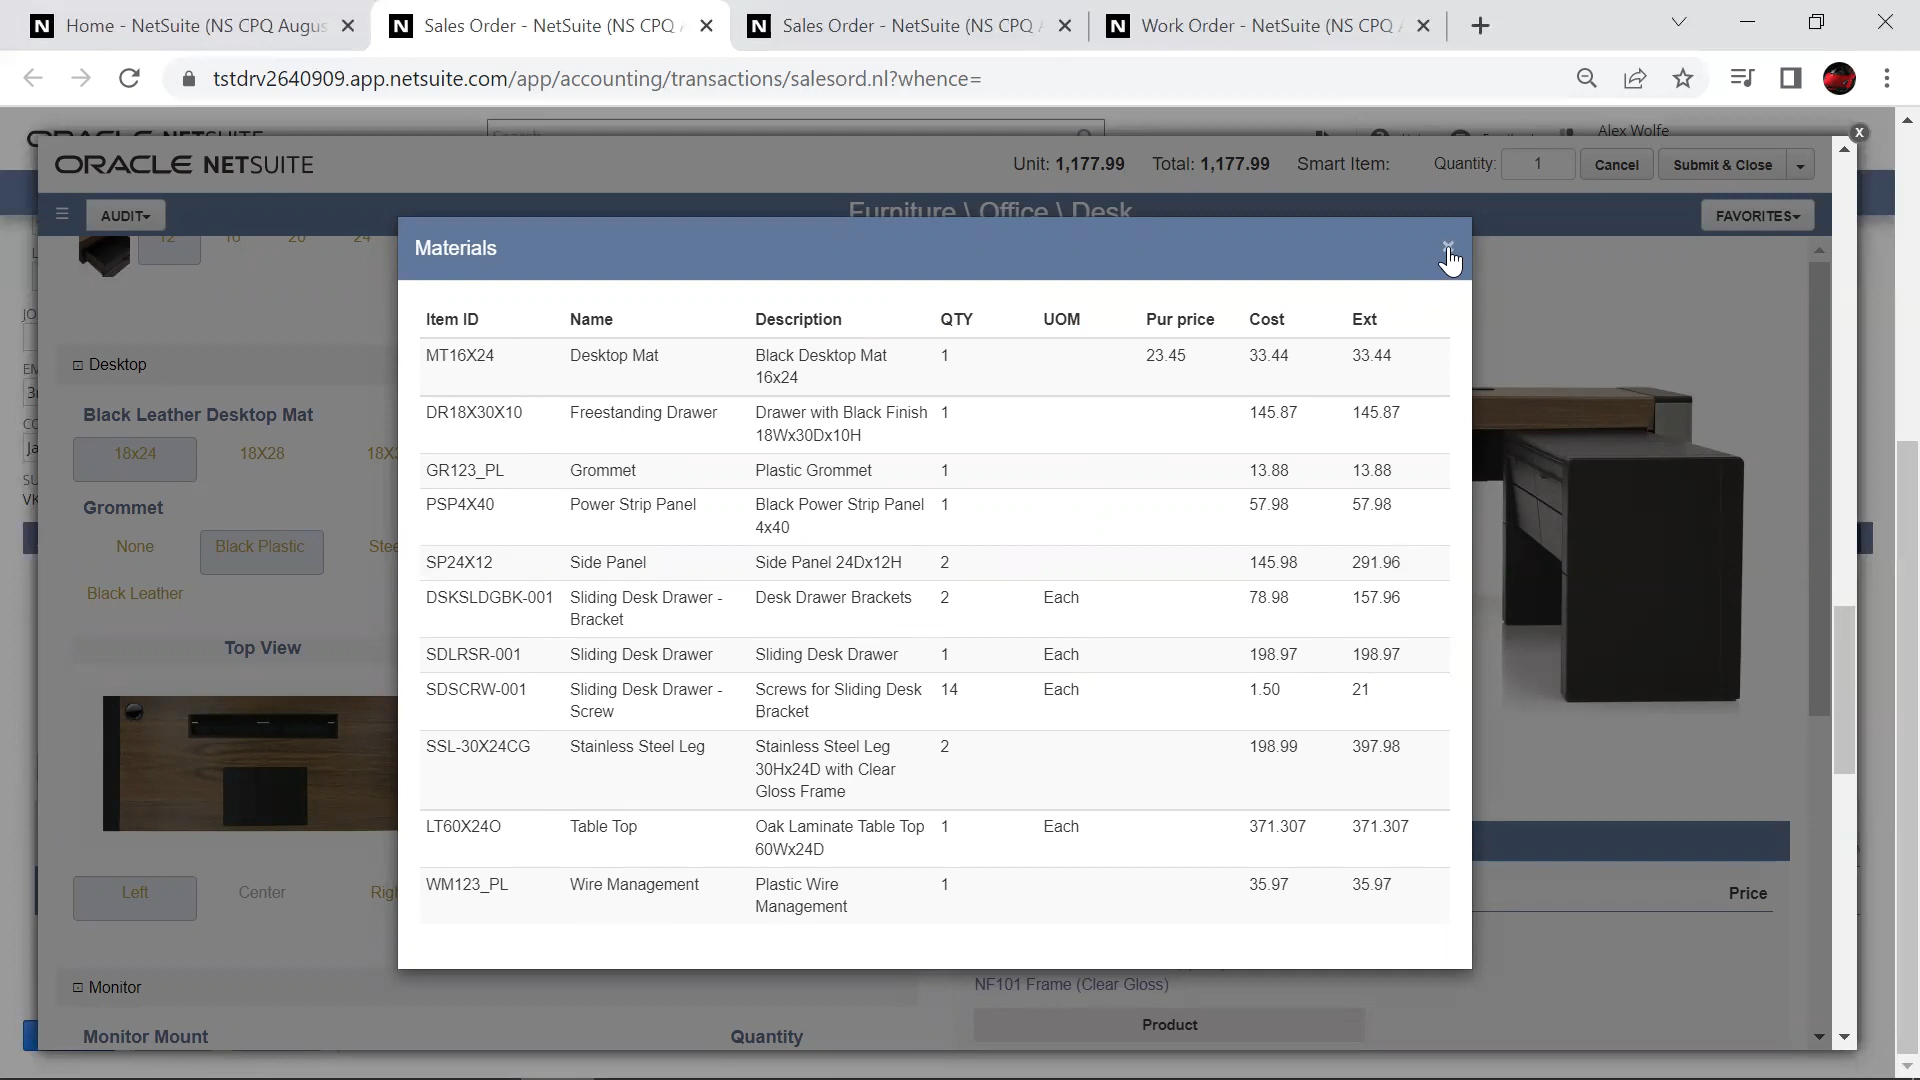 Home - NetSuite (NS CPQ Augus
Sales Order - NetSuite (NS CPQ
Sales Order - NetSuite (NS CPQ
Work Order - NetSuite (NS CPQ
tstdrv2640909.app.netsuite.com/app/accounting/transactions/salesord.nl?whence=
Alex Wolfe
ORACLE NETSUITE
Unit: 1,177.99 Total: 1,177.99 Smart Item: Quantity: 1 Cancel Submit & Close
AUDIT
Furniture \ Office \ Desk
FAVORITES
12 16 20 24
Desktop
Black Leather Desktop Mat
18x24 18X28
Grommet
None Black Plastic
Black Leather
Top View
Left Center
Monitor
Monitor Mount Quantity
Materials
Item ID Name Description QTY UOM Pur price Cost Ext
MT16X24 Desktop Mat Black Desktop Mat 1 23.45 33.44 33.44
16x24
DR18X30X10 Freestanding Drawer Drawer with Black Finish 1 145.87 145.87
18Wx30Dx10H
GR123_PL Grommet Plastic Grommet 1 13.88 13.88
PSP4X40 Power Strip Panel Black Power Strip Panel 1 57.98 57.98
4x40
SP24X12 Side Panel Side Panel 24Dx12H 2 145.98 291.96
DSKSLDGBK-001 Sliding Desk Drawer - Desk Drawer Brackets 2 Each 78.98 157.96
Bracket
SDLRSR-001 Sliding Desk Drawer Sliding Desk Drawer 1 Each 198.97 198.97
SDSCRW-001 Sliding Desk Drawer - Screws for Sliding Desk 14 Each 1.50 21
Screw Bracket
SSL-30X24CG Stainless Steel Leg Stainless Steel Leg 2 198.99 397.98
30Hx24D with Clear
Gloss Frame
LT60X24O Table Top Oak Laminate Table Top 1 Each 371.307 371.307
60Wx24D
WM123_PL Wire Management Plastic Wire 1 35.97 35.97
Management
Price
NF101 Frame (Clear Gloss)
Product